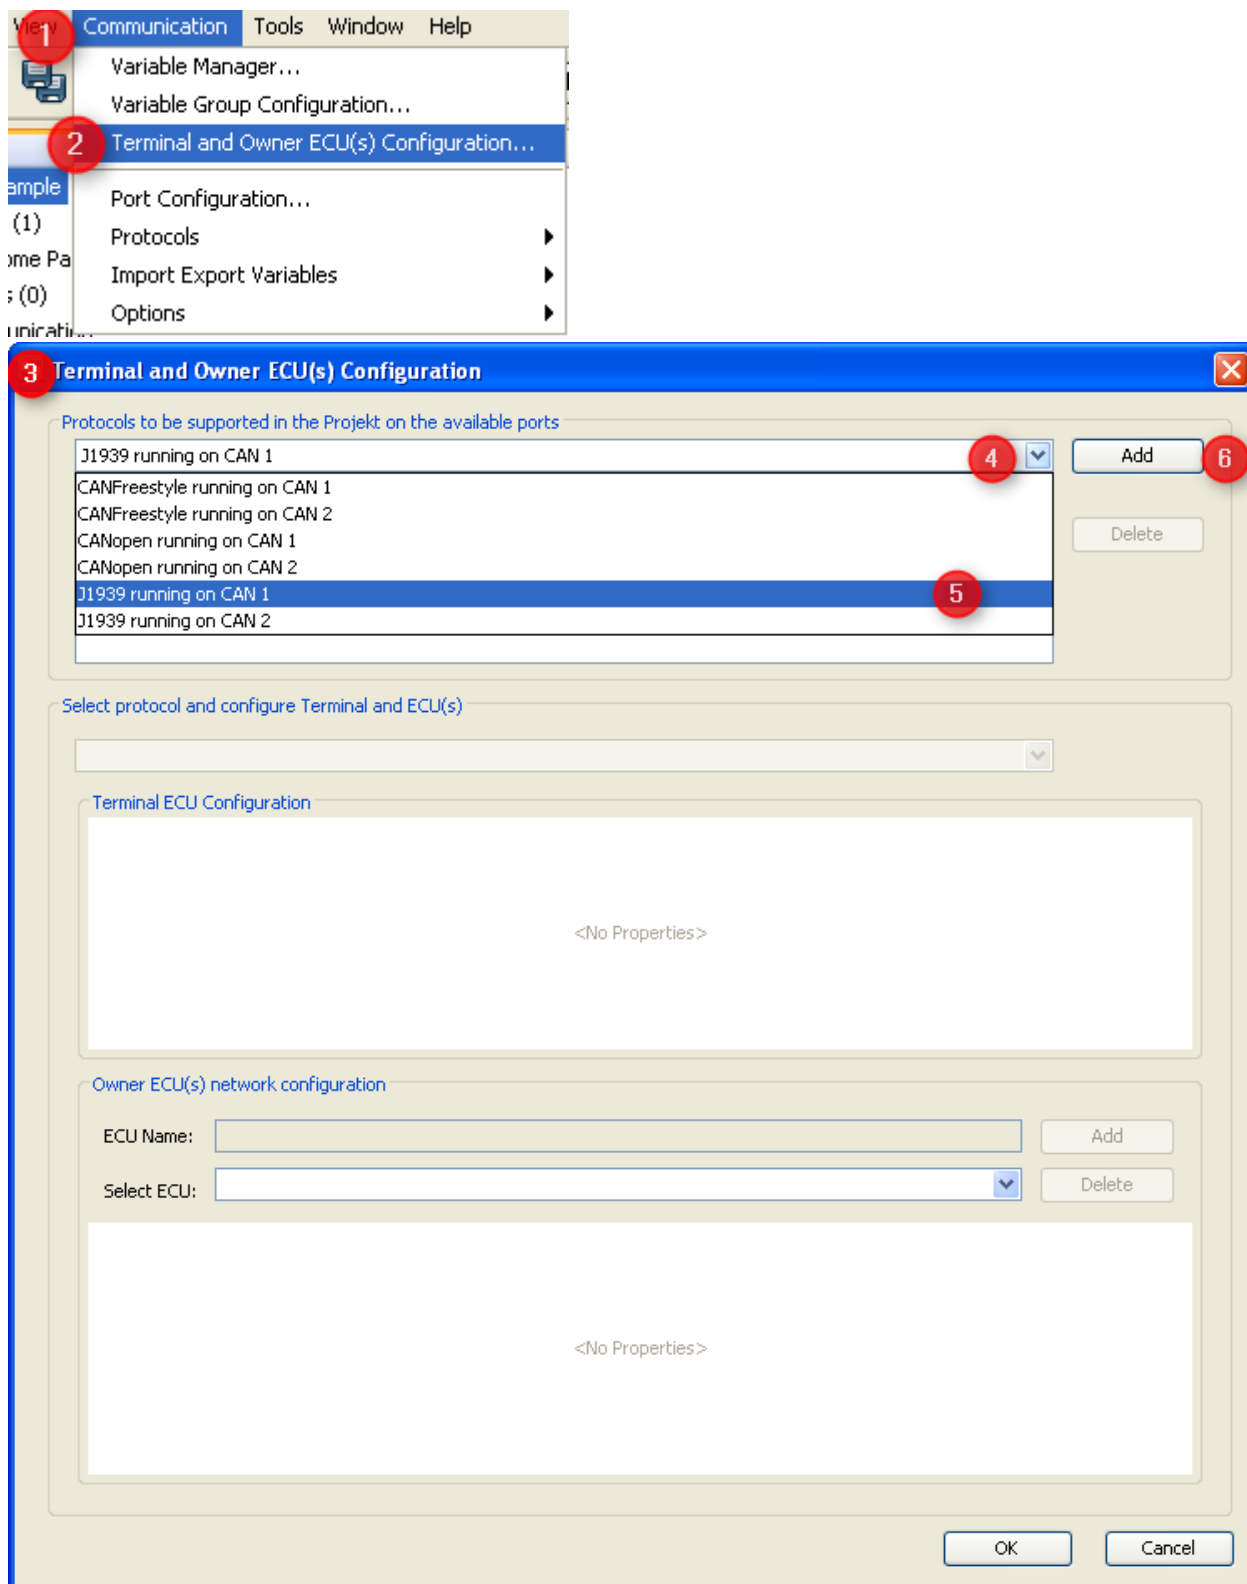 View Communication Tools Window Help
1
Variable Manager...
Variable Group Configuration...
2 Terminal and Owner ECU(s) Configuration...
ample
Port Configuration...
(1)
Protocols
ome Pa
Import Export Variables
s (0)
Options
unication
3 Terminal and Owner ECU(s) Configuration
Protocols to be supported in the Projekt on the available ports
J1939 running on CAN 1 4 Add 6
CANFreestyle running on CAN 1
CANFreestyle running on CAN 2
CANopen running on CAN 1 Delete
CANopen running on CAN 2
J1939 running on CAN 1 5
J1939 running on CAN 2
Select protocol and configure Terminal and ECU(s)
Terminal ECU Configuration
<No Properties>
Owner ECU(s) network configuration
ECU Name: Add
Select ECU: Delete
<No Properties>
OK Cancel